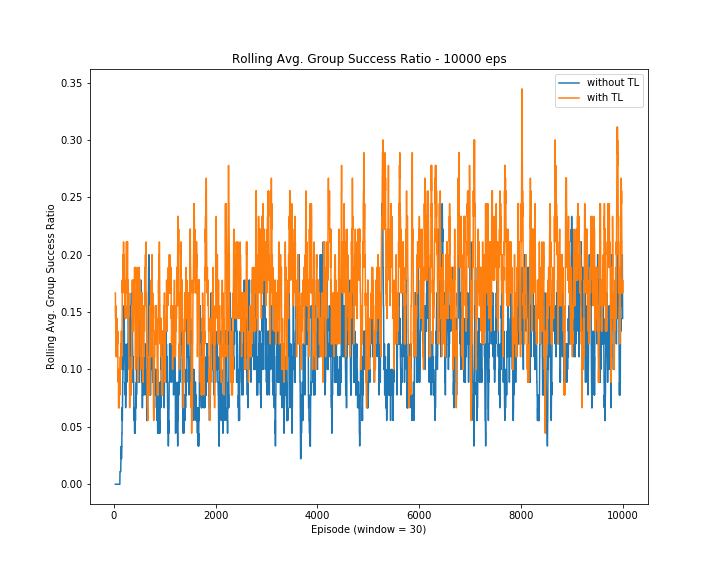 Rolling Avg. Group Success Ratio - 10000 eps
without TL
with TL
Rolling Avg. Group Success Ratio
0.35
0.30
0.25
0.20
0.15
0.10
0.05
0.00
0 2000 4000 6000 8000 10000
Episode (window = 30)